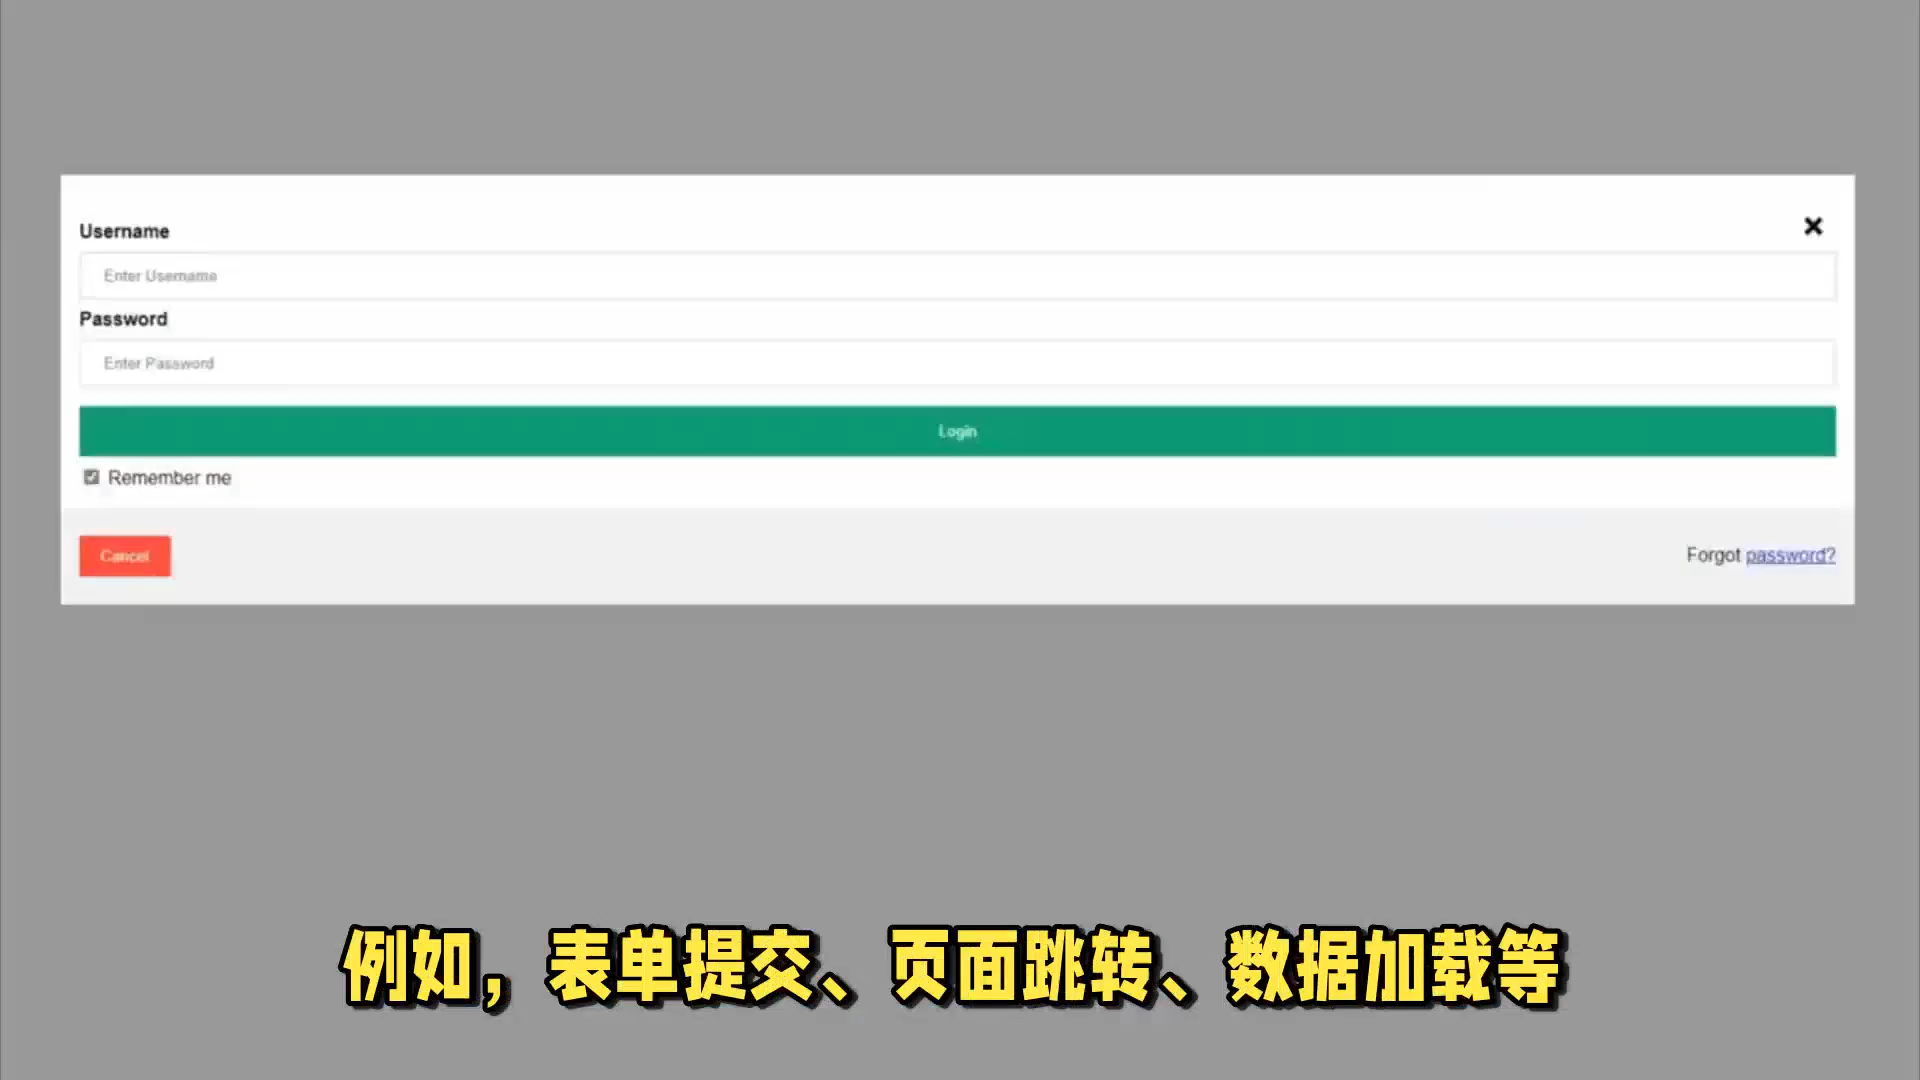 Username
Enter Username
Password
Enter Password
Login
Remember me
Cancel
Forgot password?
例如，表单提交、页面跳转、数据加载等